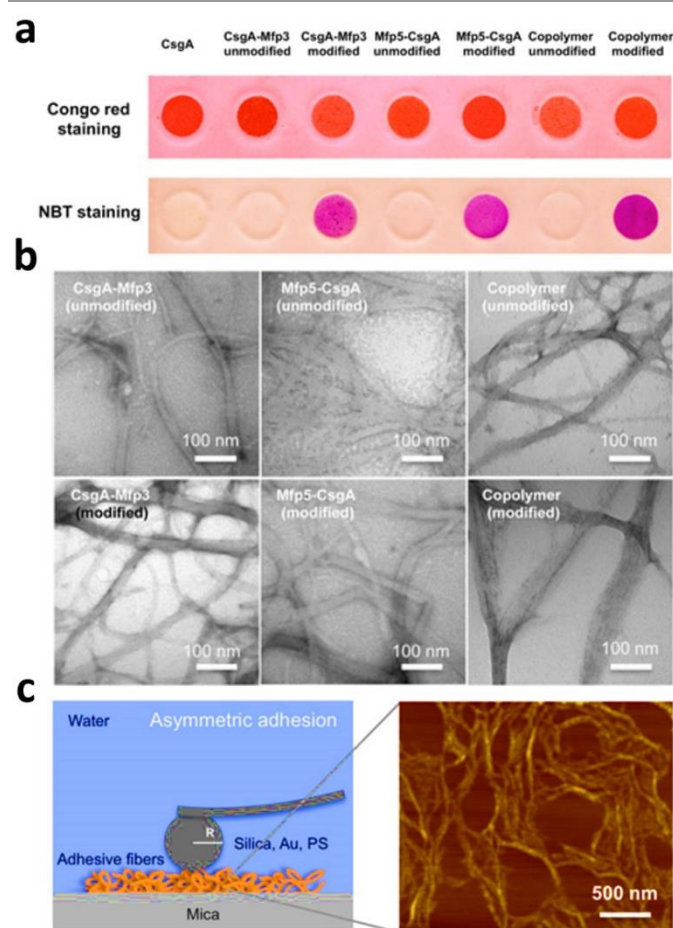 a
CsgA
CsgA-Mfp3
unmodified
CsgA-Mfp3
modified
Mfp5-CsgA
unmodified
Mfp5-CsgA
modified
Copolymer
unmodified
Copolymer
modified
Congo red
staining
NBT staining
b
CsgA-Mfp3
(unmodified)
100 nm
Mfp5-CsgA
(unmodified)
100 nm
Copolymer
(unmodified)
100 nm
CsgA-Mfp3
(modified)
100 nm
Mfp5-CsgA
(modified)
100 nm
Copolymer
(modified)
100 nm
c
Water
Asymmetric adhesion
R
Silica, Au, PS
Adhesive fibers
Mica
500 nm